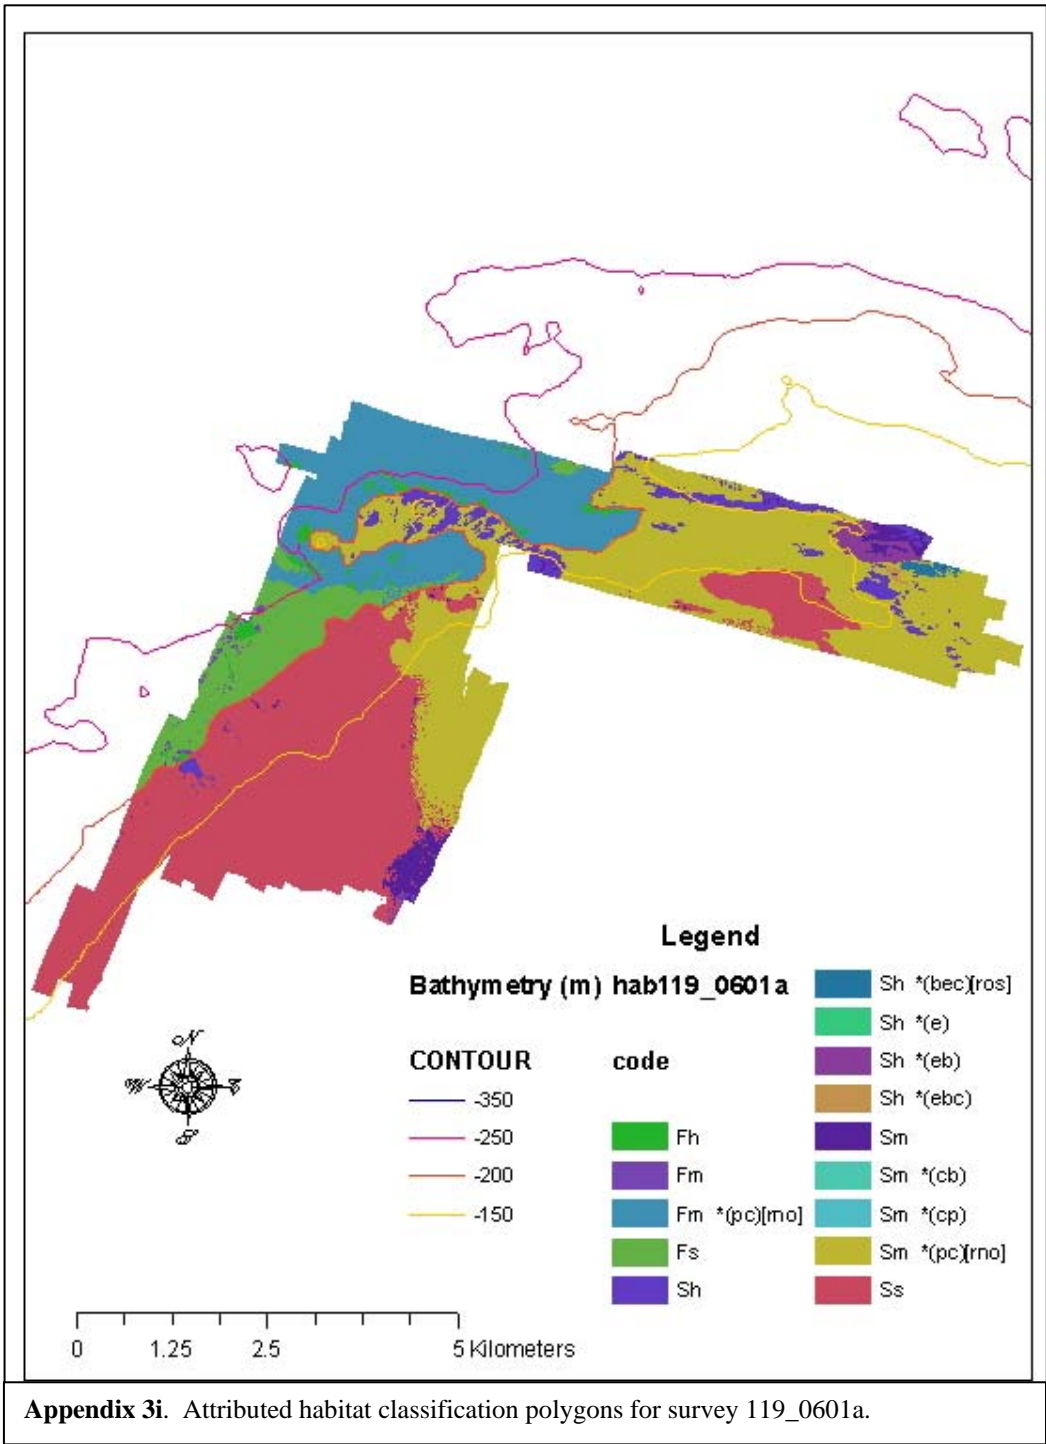 N
W
E
S
Legend
Bathymetry (m)
CONTOUR
-350
-250
-200
-150
hab119_0601a
code
Fh
Fm
Fm *(pc)[rno]
Fs
Sh
Sh *(bec)[ros]
Sh *(e)
Sh *(eb)
Sh *(ebc)
Sm
Sm *(cb)
Sm *(cp)
Sm *(pc)[rno]
Ss
0 1.25 2.5 5 Kilometers
Appendix 3i. Attributed habitat classification polygons for survey 119_0601a.